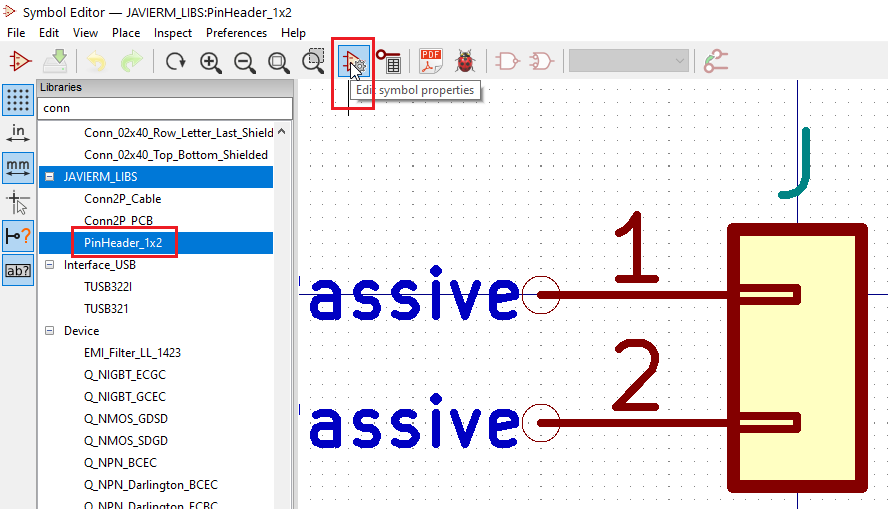 Symbol Editor — JAVIERM_LIBS:PinHeader_1x2
File Edit View Place Inspect Preferences Help
PDF
Edit symbol properties
Libraries
conn
in
mm
?
ab?
Conn_02x40_Row_Letter_Last_Shield
Conn_02x40_Top_Bottom_Shielded
JAVIERM_LIBS
Conn2P_Cable
Conn2P_PCB
PinHeader_1x2
Interface_USB
TUSB322I
TUSB321
Device
EMI_Filter_LL_1423
Q_NIGBT_ECGC
Q_NIGBT_GCEC
Q_NMOS_GDSD
Q_NMOS_SDGD
Q_NPN_BCEC
Q_NPN_Darlington_BCEC
Q_NPN_Darlington_ECBC
J
1
assive
2
assive